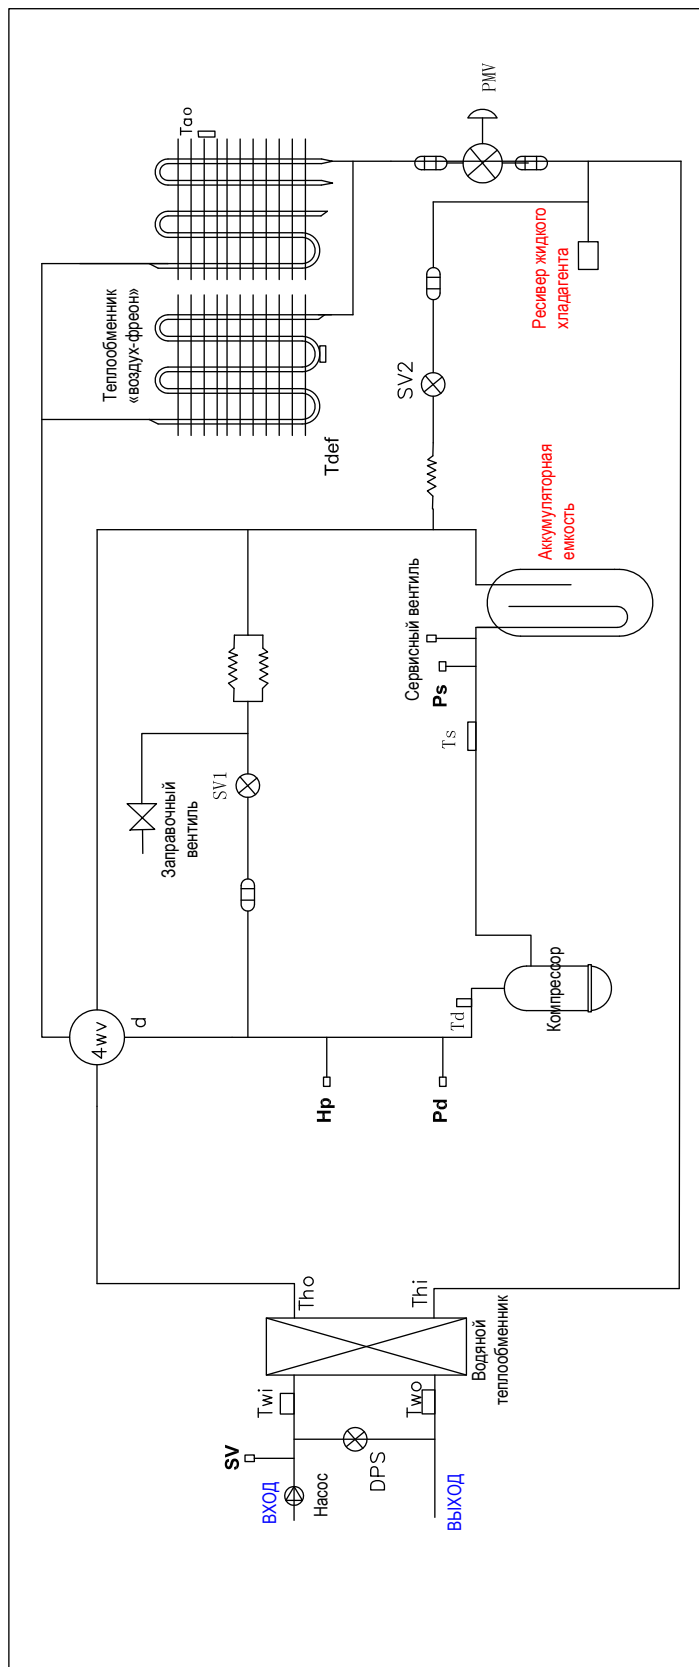 Tao
PMV
Теплообменник
«воздух-фреон»
Tdef
Ресивер жидкого
хладагента
SV2
Аккумуляторная
емкость
Сервисный вентиль
Ps
Ts
SV1
Заправочный
вентиль
4wv
d
Td
Компрессор
Hp
Pd
Tho
Thi
Водяной
теплообменник
Twi
Two
SV
DPS
ВХОД
Насос
ВЫХОД